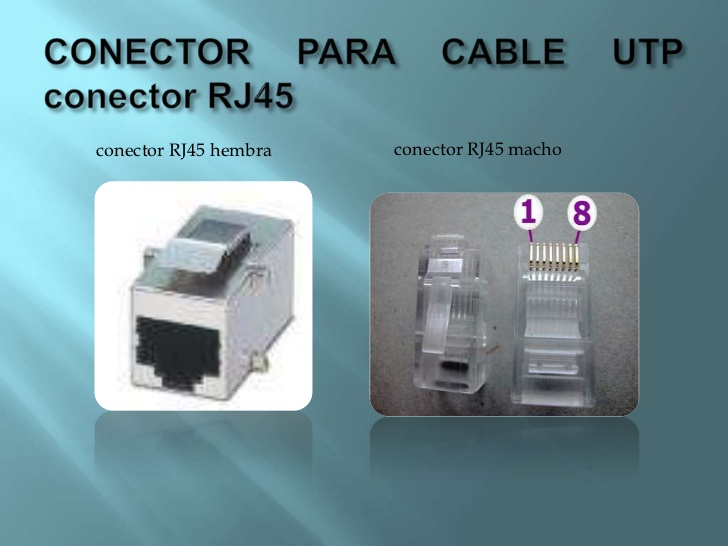 CONECTOR PARA CABLE UTP
conector RJ45
conector RJ45 hembra
conector RJ45 macho
1 8